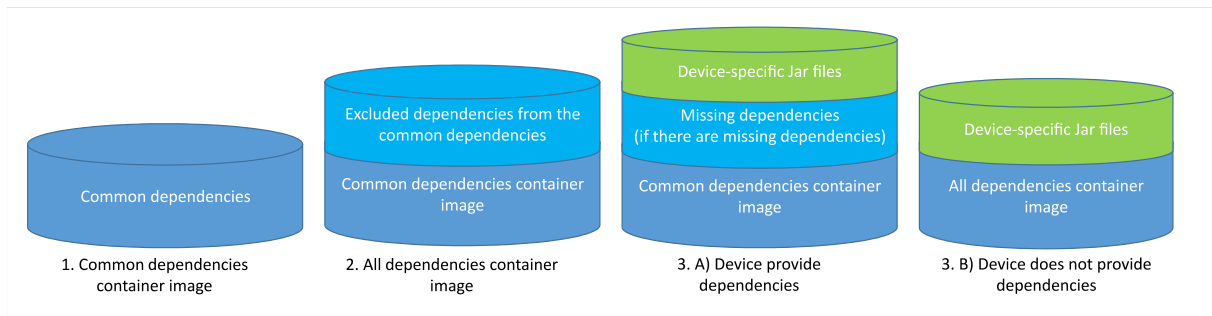 Common dependencies
1. Common dependencies
container image
Excluded dependencies from the
common dependencies
Common dependencies container
image
2. All dependencies container
image
Device-specific Jar files
Missing dependencies
(if there are missing dependencies)
Common dependencies container
image
3. A) Device provide
dependencies
Device-specific Jar files
All dependencies container
image
3. B) Device does not provide
dependencies